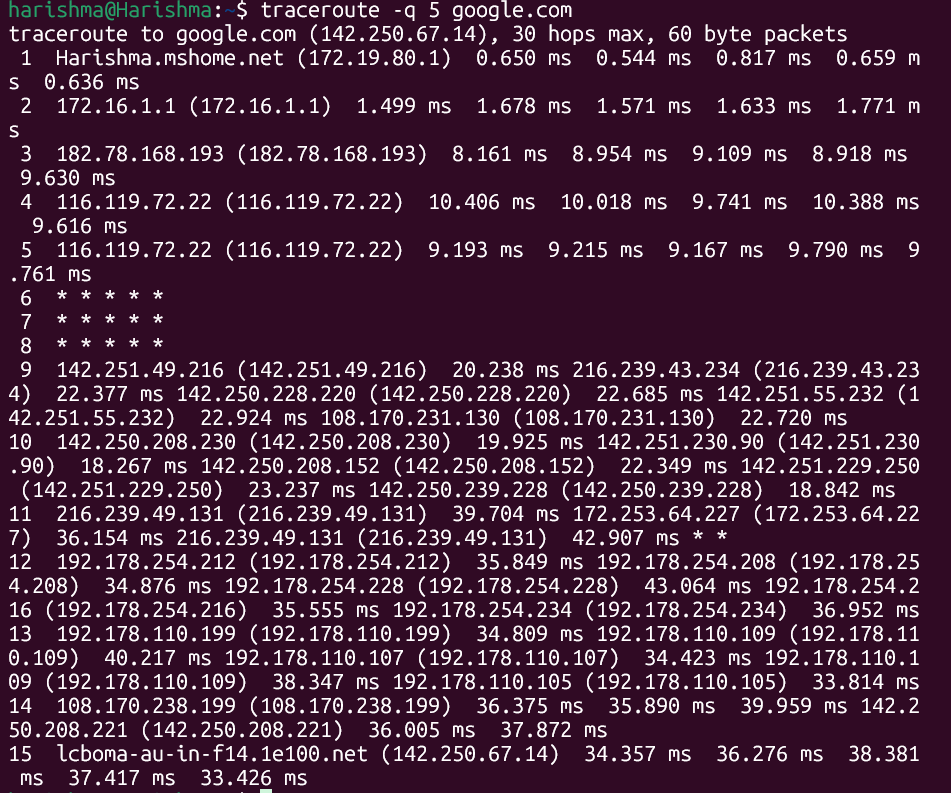 harishma@Harishma:~$ traceroute -q 5 google.com
traceroute to google.com (142.250.67.14), 30 hops max, 60 byte packets
 1  Harishma.mshome.net (172.19.80.1)  0.650 ms  0.544 ms  0.817 ms  0.659 m
s  0.636 ms
 2  172.16.1.1 (172.16.1.1)  1.499 ms  1.678 ms  1.571 ms  1.633 ms  1.771 m
s
 3  182.78.168.193 (182.78.168.193)  8.161 ms  8.954 ms  9.109 ms  8.918 ms
 9.630 ms
 4  116.119.72.22 (116.119.72.22)  10.406 ms  10.018 ms  9.741 ms  10.388 ms
  9.616 ms
 5  116.119.72.22 (116.119.72.22)  9.193 ms  9.215 ms  9.167 ms  9.790 ms  9
.761 ms
 6  * * * * *
 7  * * * * *
 8  * * * * *
 9  142.251.49.216 (142.251.49.216)  20.238 ms 216.239.43.234 (216.239.43.23
4)  22.377 ms 142.250.228.220 (142.250.228.220)  22.685 ms 142.251.55.232 (1
42.251.55.232)  22.924 ms 108.170.231.130 (108.170.231.130)  22.720 ms
10  142.250.208.230 (142.250.208.230)  19.925 ms 142.251.230.90 (142.251.230
.90)  18.267 ms 142.250.208.152 (142.250.208.152)  22.349 ms 142.251.229.250
 (142.251.229.250)  23.237 ms 142.250.239.228 (142.250.239.228)  18.842 ms
11  216.239.49.131 (216.239.49.131)  39.704 ms 172.253.64.227 (172.253.64.22
7)  36.154 ms 216.239.49.131 (216.239.49.131)  42.907 ms * *
12  192.178.254.212 (192.178.254.212)  35.849 ms 192.178.254.208 (192.178.25
4.208)  34.876 ms 192.178.254.228 (192.178.254.228)  43.064 ms 192.178.254.2
16 (192.178.254.216)  35.555 ms 192.178.254.234 (192.178.254.234)  36.952 ms
13  192.178.110.199 (192.178.110.199)  34.809 ms 192.178.110.109 (192.178.11
0.109)  40.217 ms 192.178.110.107 (192.178.110.107)  34.423 ms 192.178.110.1
09 (192.178.110.109)  38.347 ms 192.178.110.105 (192.178.110.105)  33.814 ms
14  108.170.238.199 (108.170.238.199)  36.375 ms  35.890 ms  39.959 ms 142.2
50.208.221 (142.250.208.221)  36.005 ms  37.872 ms
15  lcboma-au-in-f14.1e100.net (142.250.67.14)  34.357 ms  36.276 ms  38.381
 ms  37.417 ms  33.426 ms